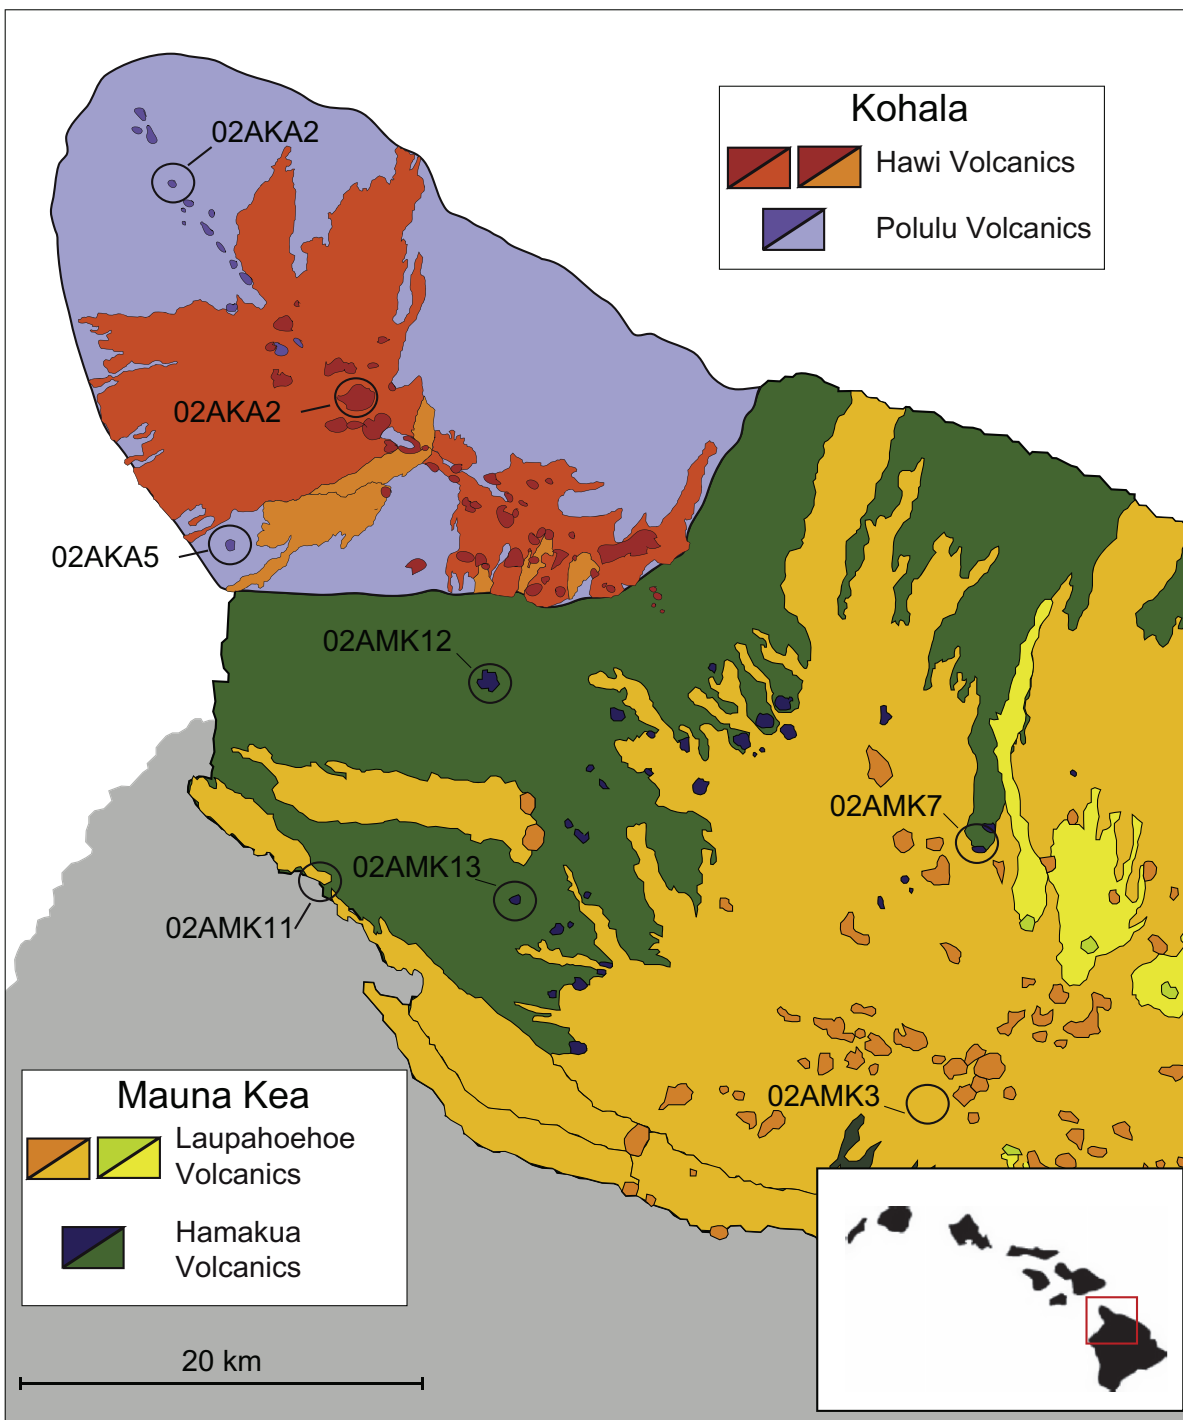 02AKA2
Kohala
Hawi Volcanics
Polulu Volcanics
02AKA2
02AKA5
02AMK12
02AMK7
02AMK13
02AMK11
02AMK3
Mauna Kea
Laupahoehoe
Volcanics
Hamakua
Volcanics
20 km